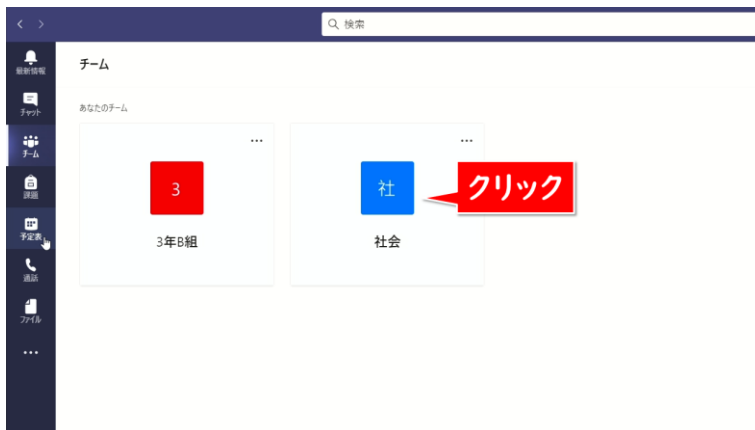 検索
最新情報
チーム
チャット
あなたのチーム
チーム
課題
3
社
クリック
予定表
3年B組
社会
通話
ファイル